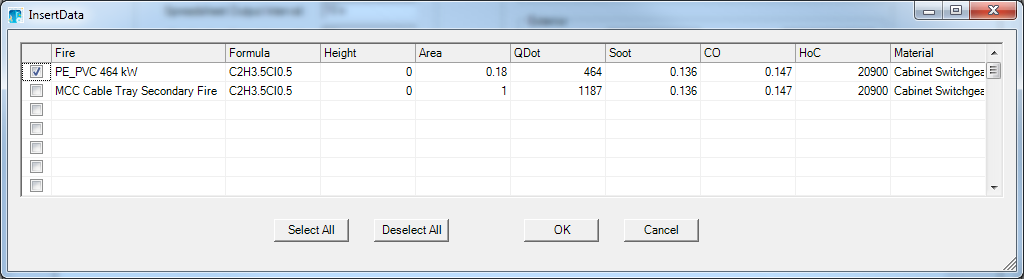 InsertData
Fire Formula Height Area QDot Soot CO HoC Material
PE_PVC 464 kW C2H3.5Cl0.5 0 0.18 464 0.136 0.147 20900 Cabinet Switchgea
MCC Cable Tray Secondary Fire C2H3.5Cl0.5 0 1 1187 0.136 0.147 20900 Cabinet Switchgea
Select All Deselect All OK Cancel